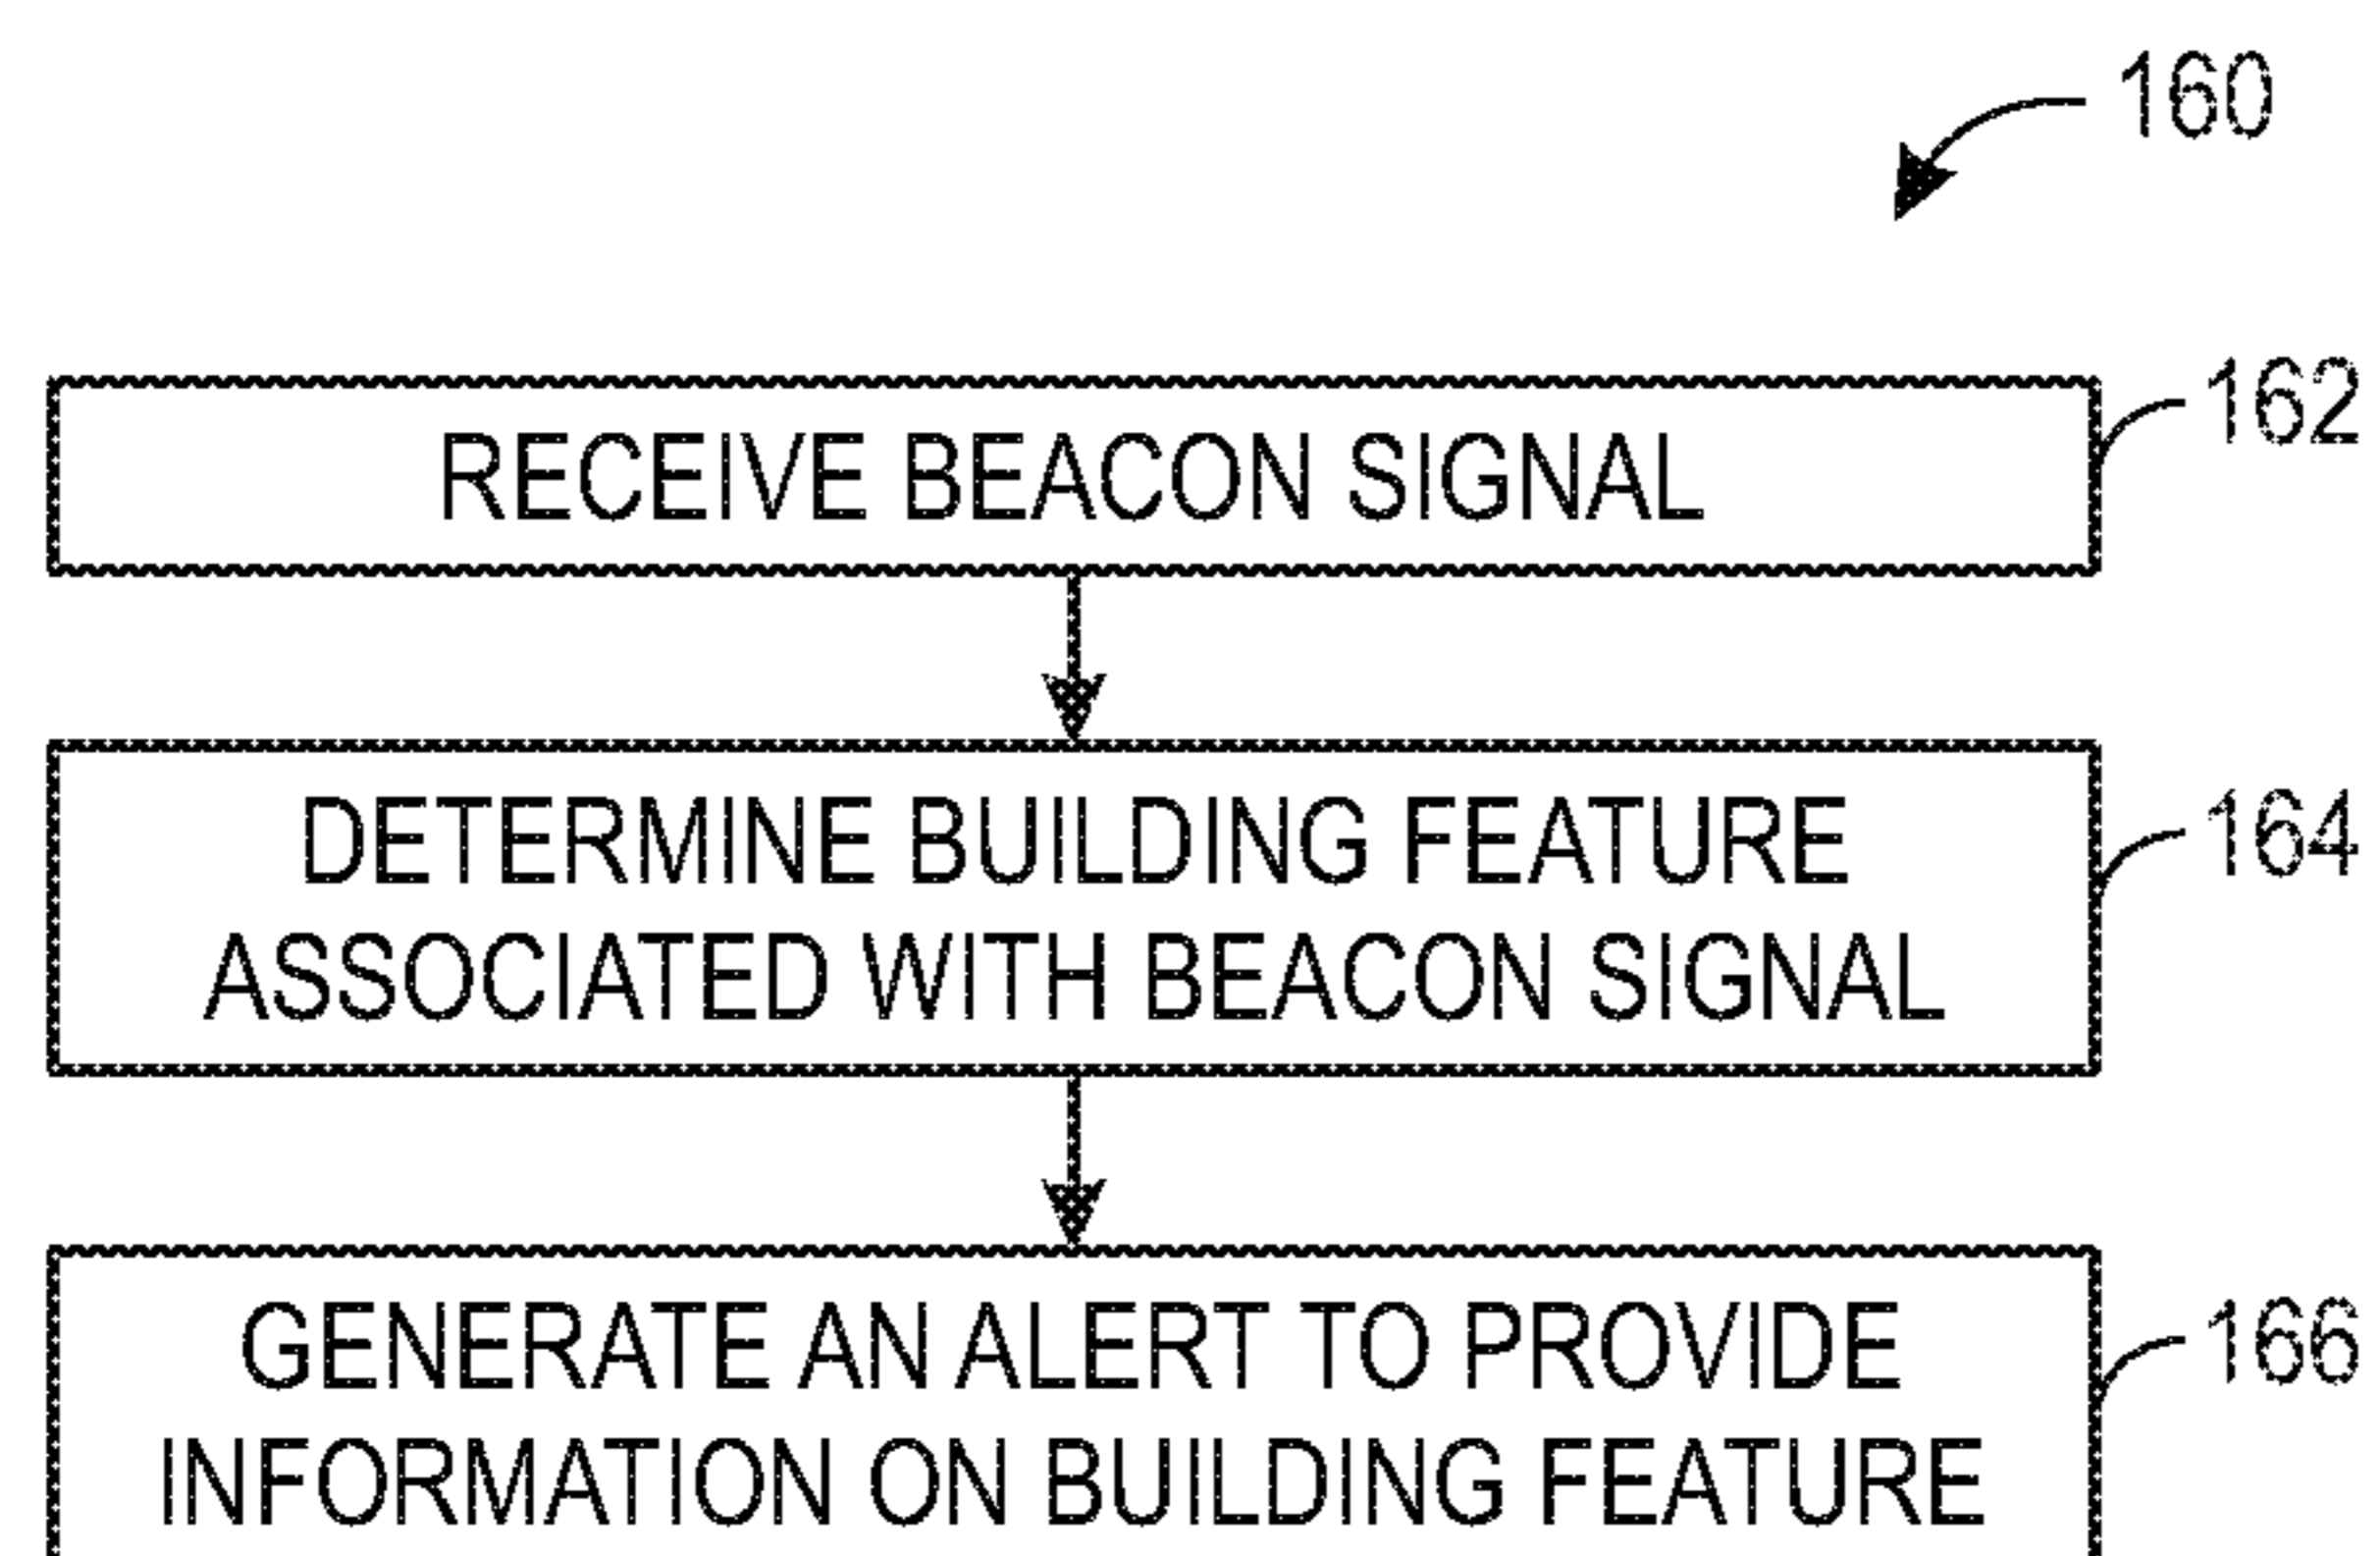 160
RECEIVE BEACON SIGNAL
162
DETERMINE BUILDING FEATURE
ASSOCIATED WITH BEACON SIGNAL
164
GENERATE AN ALERT TO PROVIDE
INFORMATION ON BUILDING FEATURE
166